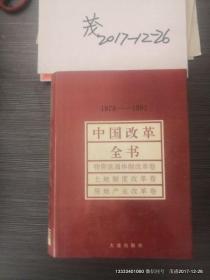 茂
2017-12-26
1978——1991
中国改革
全书
物资流通体制改革卷
土地制度改革卷
房地产业改革卷
大连出版社
13333401060 微信同号 茂盛2017-12-26